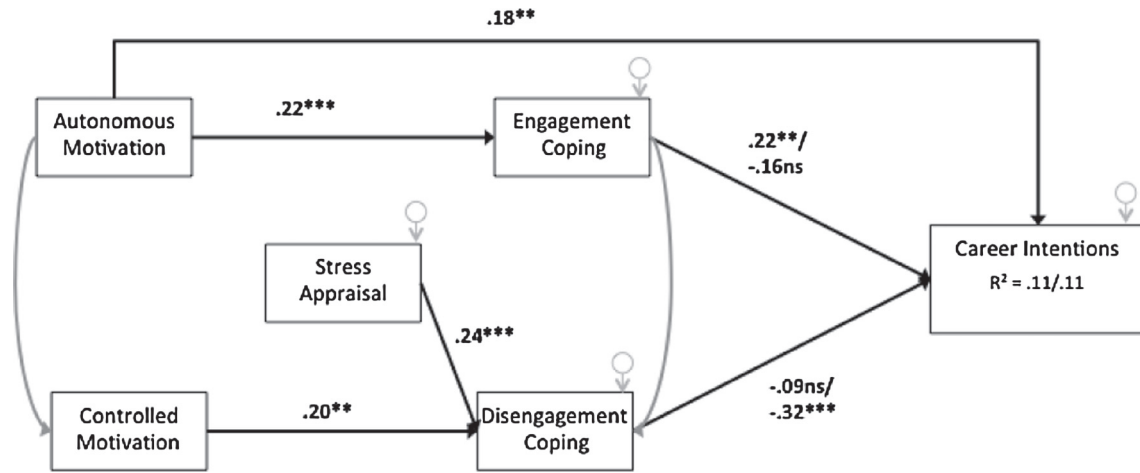 .18**
Autonomous
Motivation
.22***
Engagement
Coping
.22**/
-.16ns
Stress
Appraisal
Career Intentions
R² = .11/.11
.24***
Controlled
Motivation
.20**
Disengagement
Coping
-.09ns/
-.32***